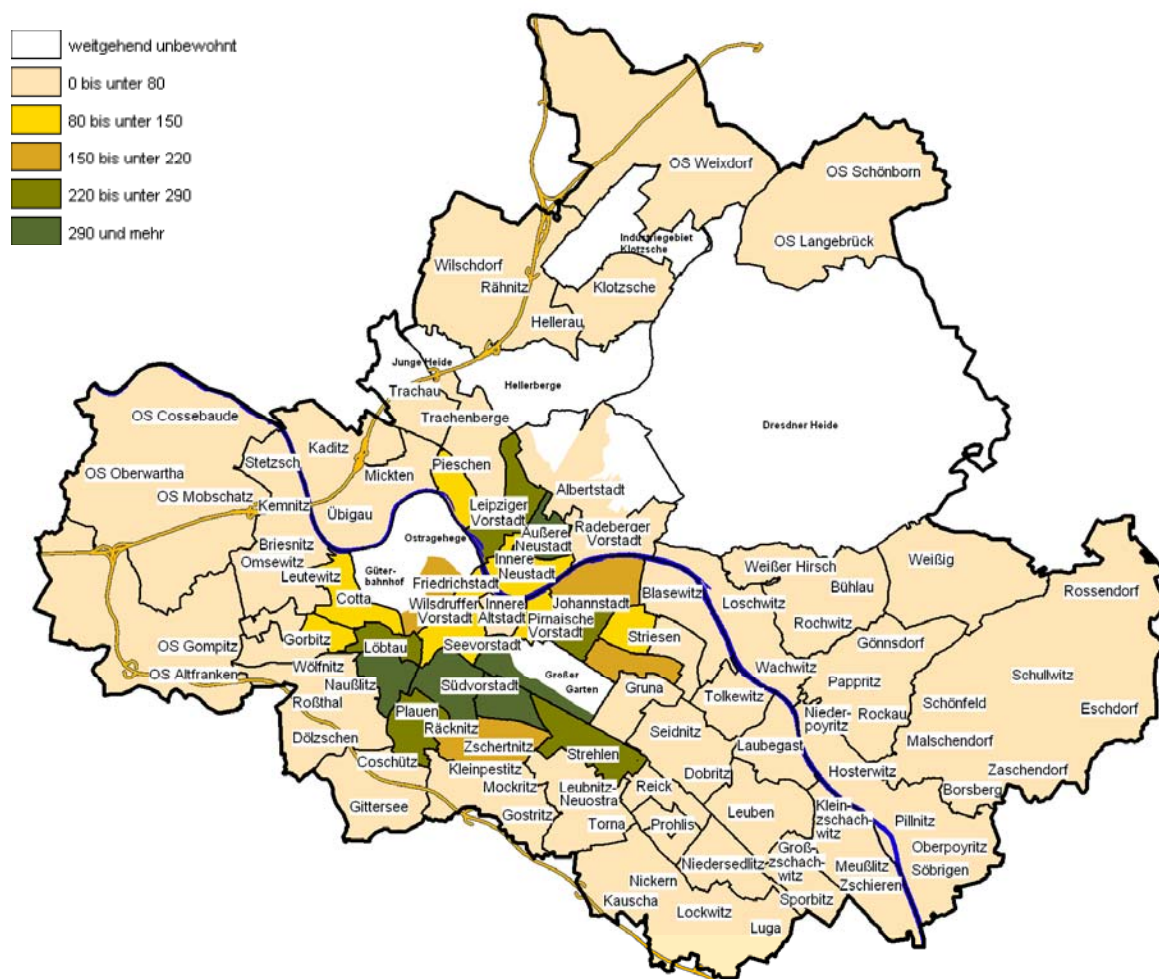 weitgehend unbewohnt
0 bis unter 80
80 bis unter 150
150 bis unter 220
220 bis unter 290
290 und mehr
OS Weixdorf
OS Schönborn
Industriegebiet
Klotzsche
OS Langebrück
Wilschdorf
Rähnitz
Klotzsche
Hellerau
Junge Heide
Hellerberge
Trachau
Trachenberge
OS Cossebaude
Dresdner Heide
Kaditz
Stetzsch
Pieschen
OS Oberwartha
Mickten
OS Mobschatz
Kemnitz
Albertstadt
Leipziger
Vorstadt
Übigau
Äußere
Neustadt
Radeberger
Vorstadt
Ostragehege
Briesnitz
Omsewitz
Leutewitz
Innere
Neustadt
Güter-
bahnhof
Friedrichstadt
Weißer Hirsch
Weißig
Bühlau
Rossendorf
Cotta
Blasewitz
Loschwitz
Wilsdruffer
Vorstadt
Innere
Altstadt
Johannstadt
Pirnaische
Vorstadt
Rochwitz
Gorbitz
Striesen
Gönnsdorf
OS Gompitz
Löbtau
Seevorstadt
Wölfnitz
Wachwitz
OS Altfranken
Naußlitz
Südvorstadt
Großer
Garten
Gruna
Tolkewitz
Pappritz
Schullwitz
Roßthal
Plauen
Räcknitz
Nieder-
poyritz
Rockau
Schönfeld
Eschdorf
Dölzschen
Seidnitz
Zschertnitz
Strehlen
Laubegast
Malschendorf
Coschütz
Kleinpestitz
Mockritz
Dobritz
Hosterwitz
Zaschendorf
Gittersee
Leubnitz-
Neuostra
Reick
Borsberg
Gostritz
Torna
Prohlis
Leuben
Klein-
zschach-
witz
Pillnitz
Oberpoyritz
Niedersedlitz
Groß-
zschach-
witz
Meußlitz
Söbrigen
Nickern
Zschieren
Kauscha
Sporbitz
Lockwitz
Luga